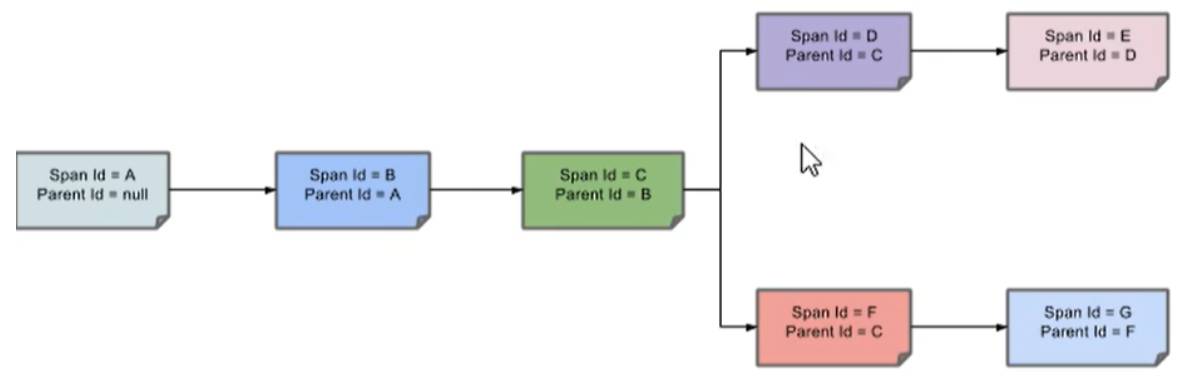 Span Id = A
Parent Id = null
Span Id = B
Parent Id = A
Span Id = C
Parent Id = B
Span Id = D
Parent Id = C
Span Id = E
Parent Id = D
Span Id = F
Parent Id = C
Span Id = G
Parent Id = F